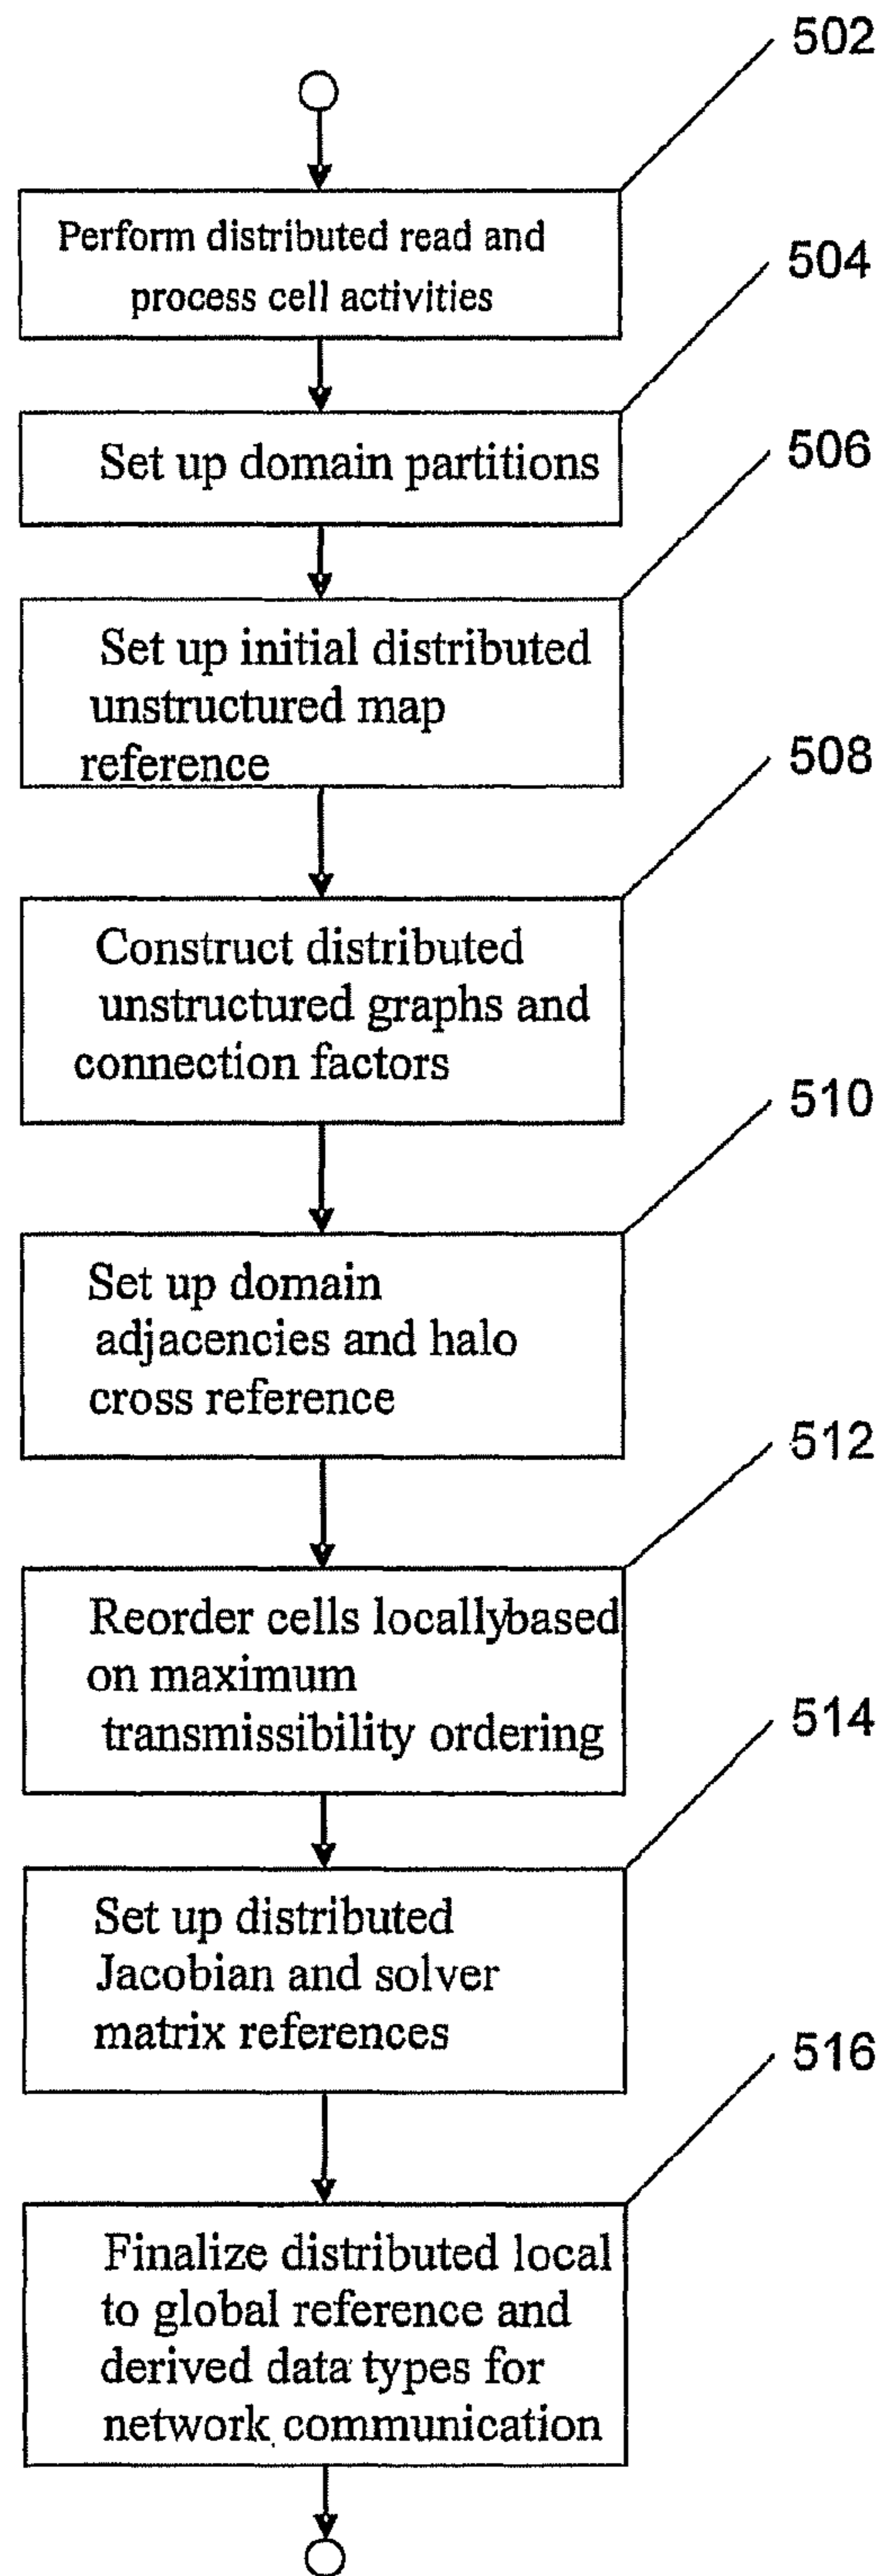 502
Perform distributed read and
process cell activities
504
Set up domain partitions
506
Set up initial distributed
unstructured map
reference
508
Construct distributed
unstructured graphs and
connection factors
510
Set up domain
adjacencies and halo
cross reference
512
Reorder cells locallybased
on maximum
transmissibility ordering
514
Set up distributed
Jacobian and solver
matrix references
516
Finalize distributed local
to global reference and
derived data types for
network communication